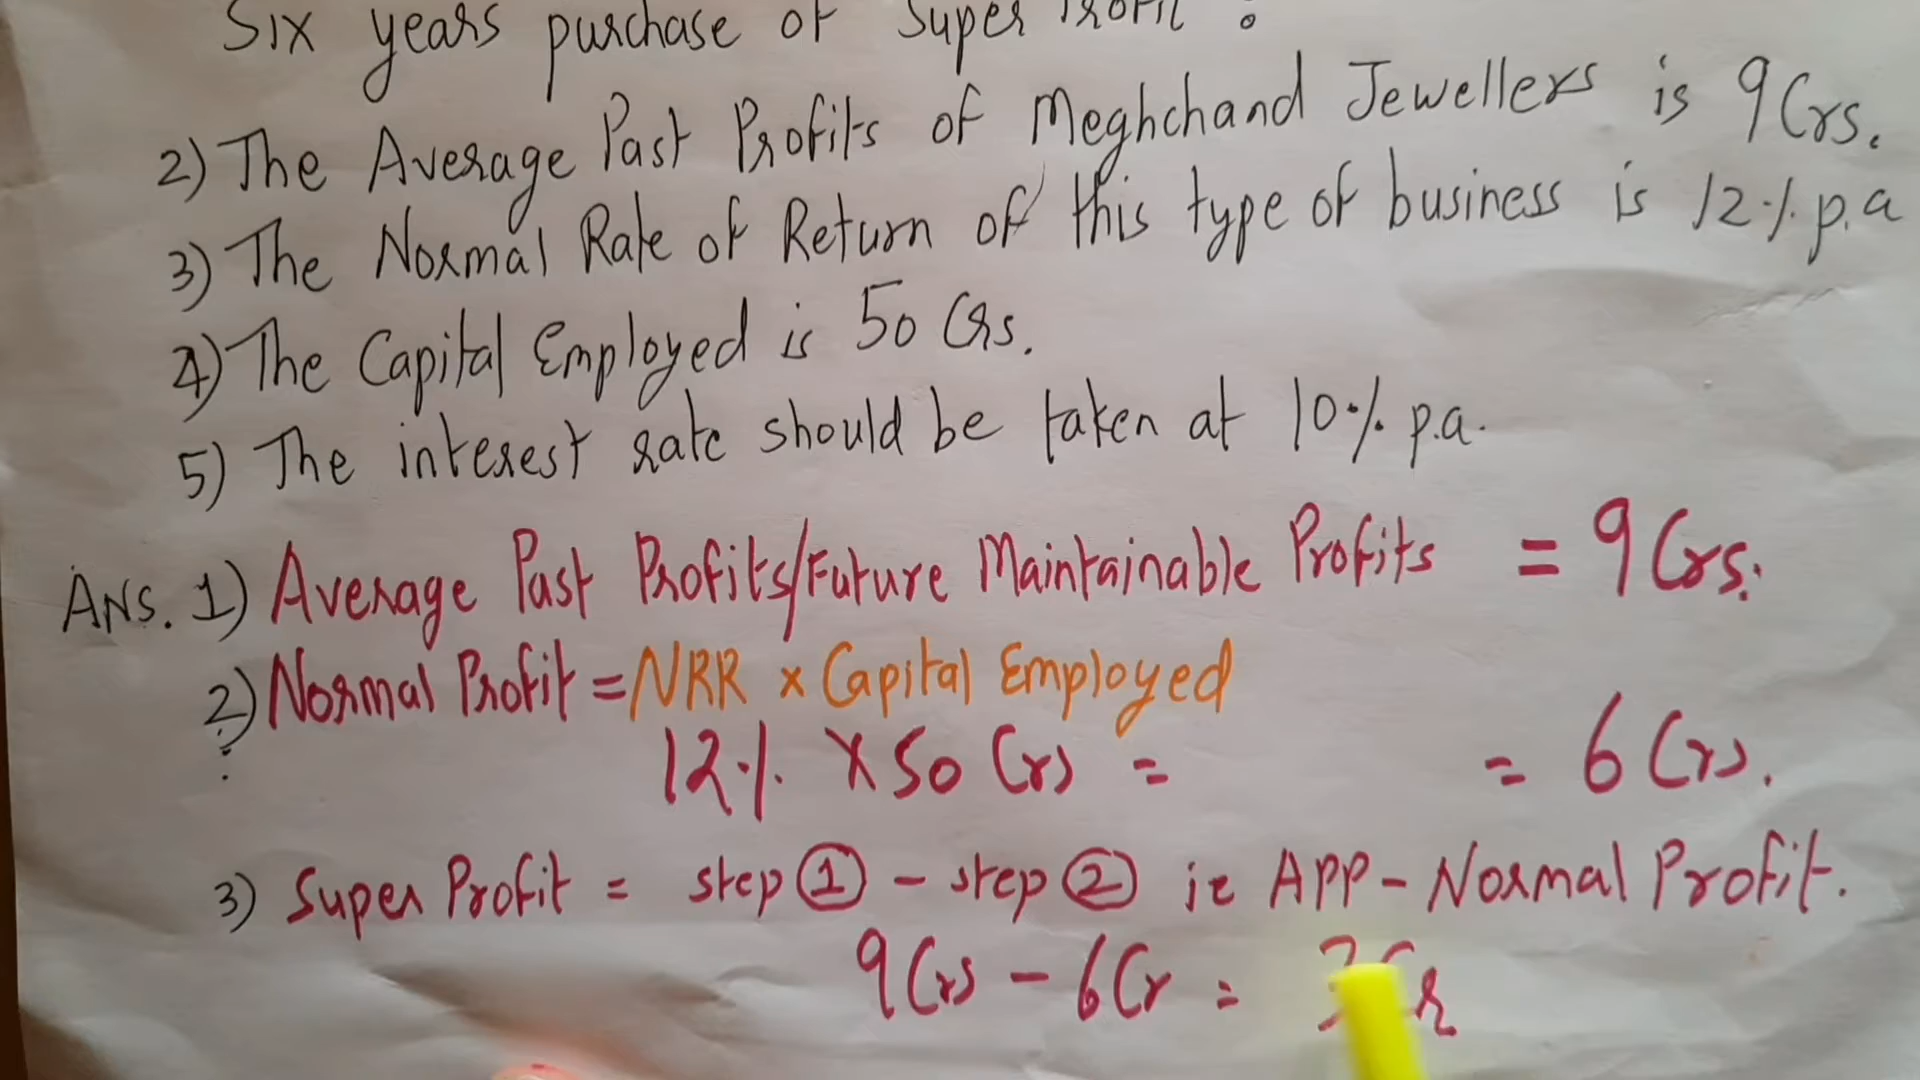 Six years purchase of Super Profit :
2) The Average Past Profits of Meghchand Jewellers is 9 Crs.
3) The Normal Rate of Return of this type of business is 12% p.a
4) The Capital Employed is 50 Crs.
5) The interest rate should be taken at 10% p.a.
Ans. 1) Average Past Profits/Future Maintainable Profits = 9 Crs.
2) Normal Profit = NRR x Capital Employed
12% x 50 Crs = = 6 Crs.
3) Super Profit = step ① - step ② ie APP - Normal Profit.
9 Crs - 6 Cr = 3 Cr